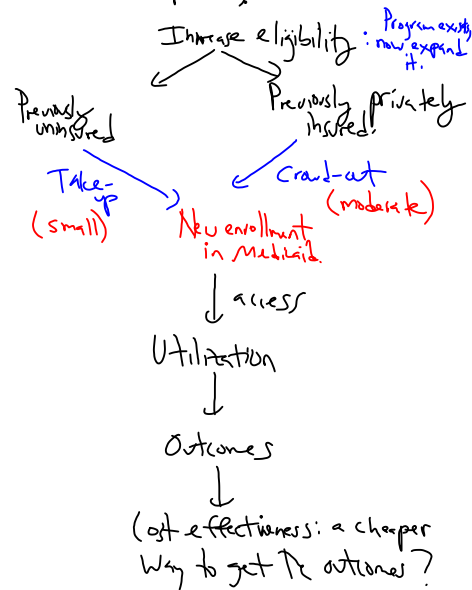 Increase eligibility :
Program exists,
now expand
it.
Previously
uninsured
Previously privately
insured.
Take-
up
(small)
Crowd-out
(moderate)
New enrollment
in Medicaid.
access
Utilization
Outcomes
Cost effectiveness: a cheaper
way to get outcomes?